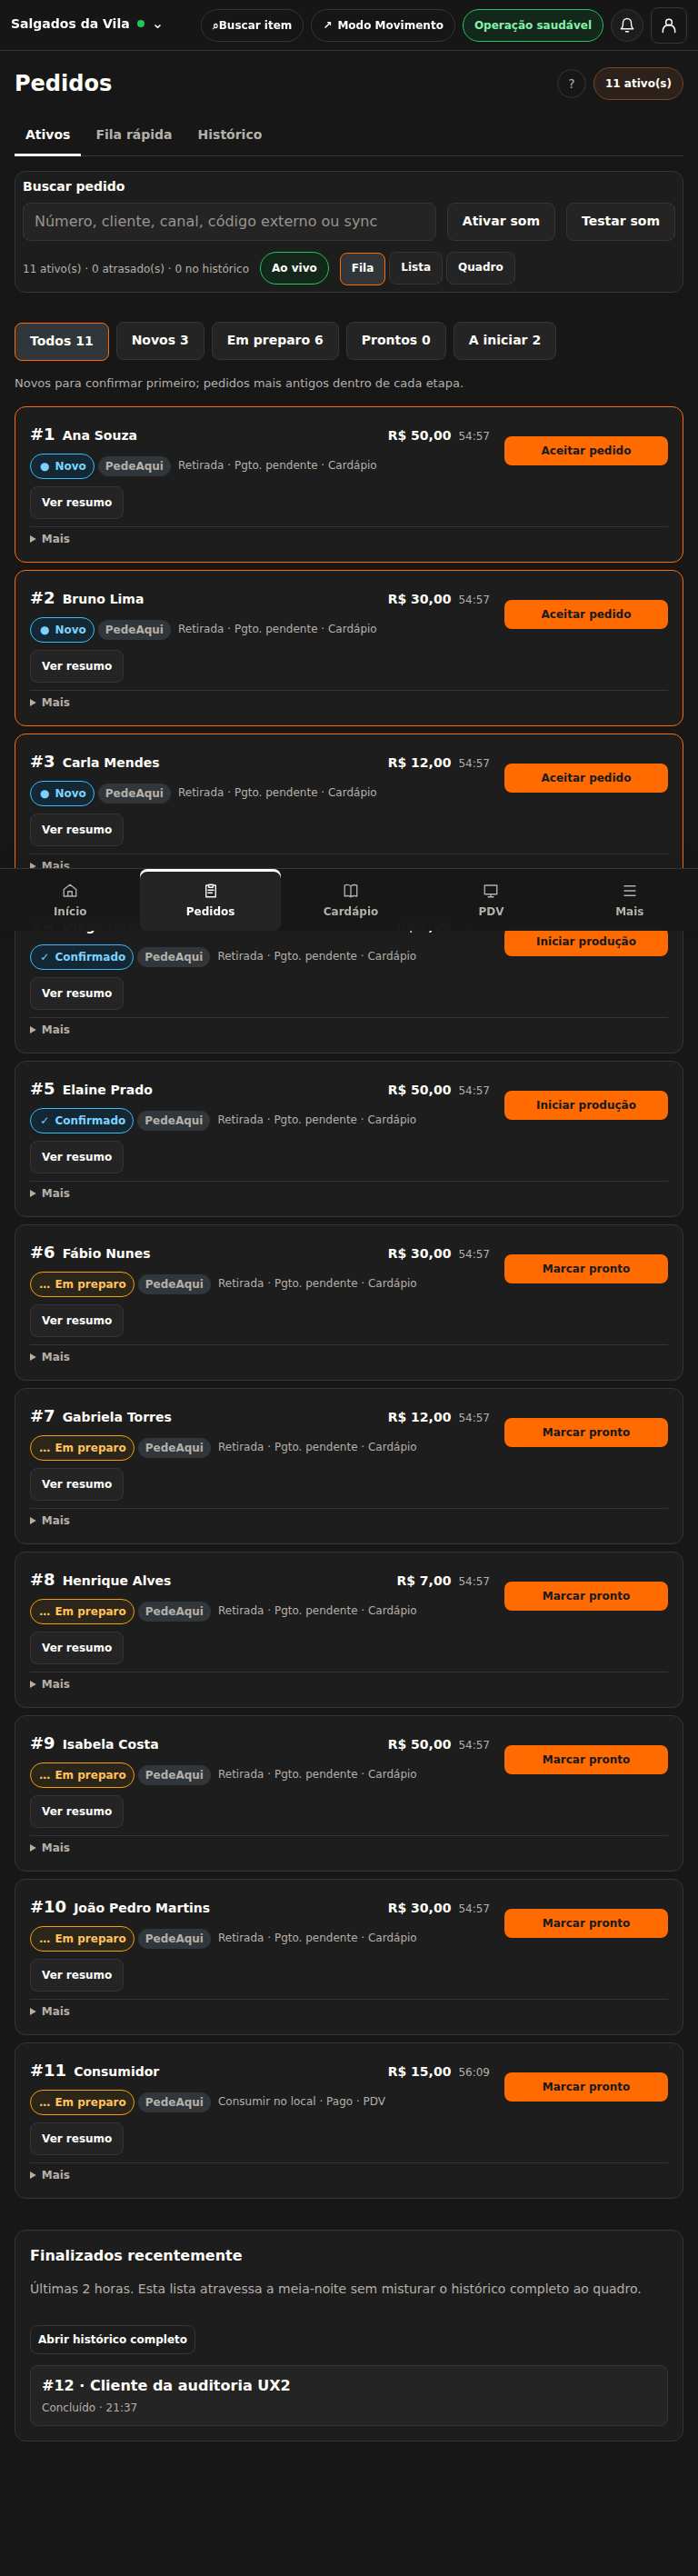 Salgados da Vila
Buscar item
↗ Modo Movimento
Operação saudável
Pedidos
?
11 ativo(s)
Ativos
Fila rápida
Histórico
Buscar pedido
Número, cliente, canal, código externo ou sync
Ativar som
Testar som
11 ativo(s) · 0 atrasado(s) · 0 no histórico
Ao vivo
Fila
Lista
Quadro
Todos 11
Novos 3
Em preparo 6
Prontos 0
A iniciar 2
Novos para confirmar primeiro; pedidos mais antigos dentro de cada etapa.
#1 Ana Souza
R$ 50,00 54:57
Aceitar pedido
● Novo PedeAqui Retirada · Pgto. pendente · Cardápio
Ver resumo
Mais
#2 Bruno Lima
R$ 30,00 54:57
Aceitar pedido
● Novo PedeAqui Retirada · Pgto. pendente · Cardápio
Ver resumo
Mais
#3 Carla Mendes
R$ 12,00 54:57
Aceitar pedido
● Novo PedeAqui Retirada · Pgto. pendente · Cardápio
Ver resumo
Mais
Início
Pedidos
Cardápio
PDV
Mais
Iniciar produção
✓ Confirmado PedeAqui Retirada · Pgto. pendente · Cardápio
Ver resumo
Mais
#5 Elaine Prado
R$ 50,00 54:57
Iniciar produção
✓ Confirmado PedeAqui Retirada · Pgto. pendente · Cardápio
Ver resumo
Mais
#6 Fábio Nunes
R$ 30,00 54:57
Marcar pronto
… Em preparo PedeAqui Retirada · Pgto. pendente · Cardápio
Ver resumo
Mais
#7 Gabriela Torres
R$ 12,00 54:57
Marcar pronto
… Em preparo PedeAqui Retirada · Pgto. pendente · Cardápio
Ver resumo
Mais
#8 Henrique Alves
R$ 7,00 54:57
Marcar pronto
… Em preparo PedeAqui Retirada · Pgto. pendente · Cardápio
Ver resumo
Mais
#9 Isabela Costa
R$ 50,00 54:57
Marcar pronto
… Em preparo PedeAqui Retirada · Pgto. pendente · Cardápio
Ver resumo
Mais
#10 João Pedro Martins
R$ 30,00 54:57
Marcar pronto
… Em preparo PedeAqui Retirada · Pgto. pendente · Cardápio
Ver resumo
Mais
#11 Consumidor
R$ 15,00 56:09
Marcar pronto
… Em preparo PedeAqui Consumir no local · Pago · PDV
Ver resumo
Mais
Finalizados recentemente
Últimas 2 horas. Esta lista atravessa a meia-noite sem misturar o histórico completo ao quadro.
Abrir histórico completo
#12 · Cliente da auditoria UX2
Concluído · 21:37